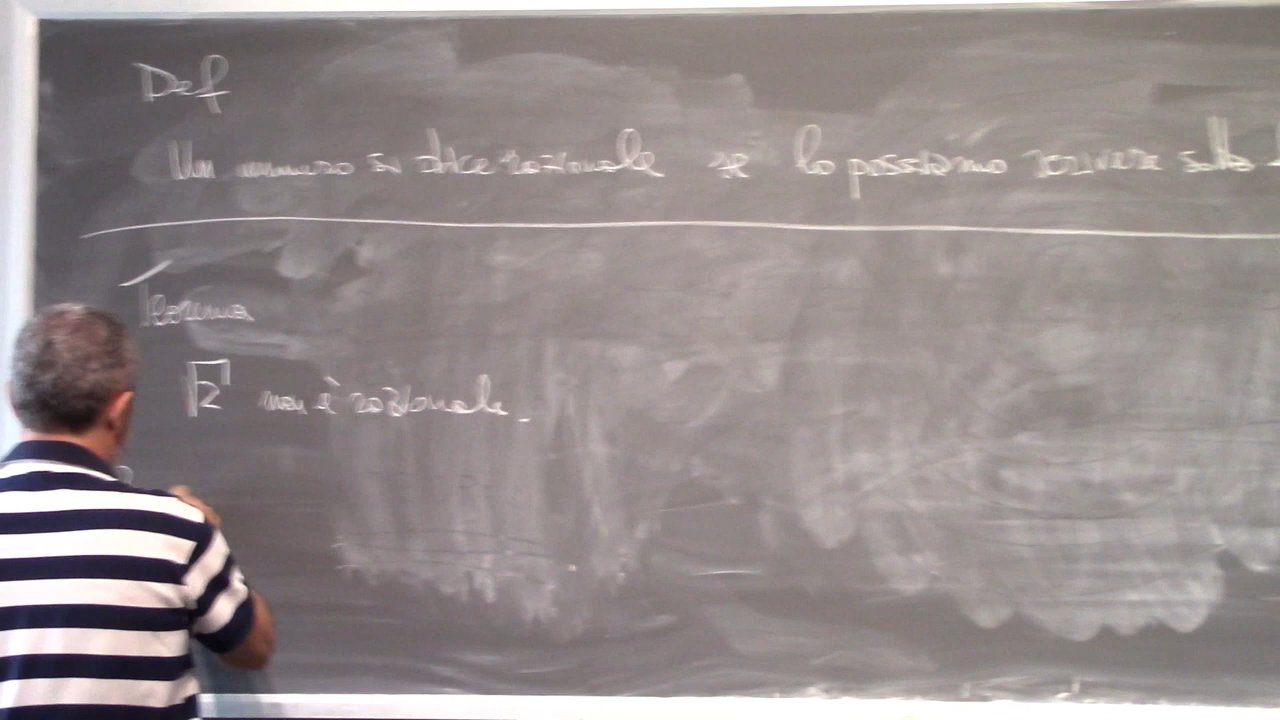 Def
Un numero si dice razionale se lo possiamo scrivere sotto
Teorema
√2 non è razionale.